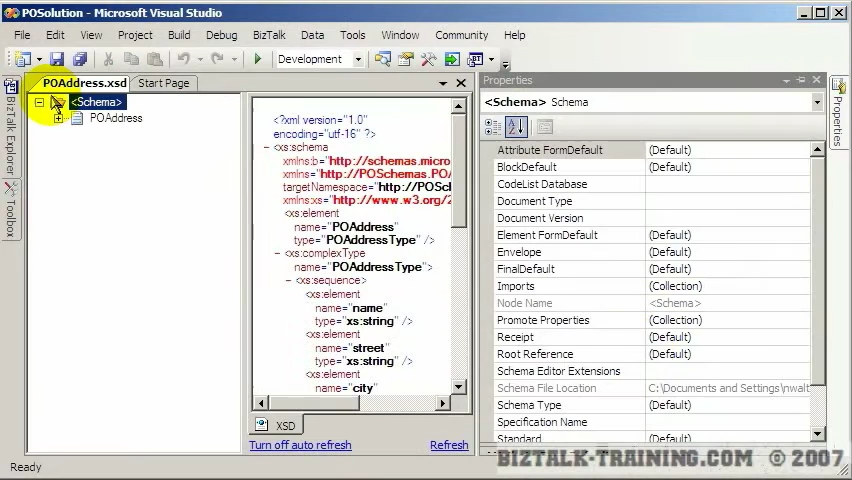 POSolution - Microsoft Visual Studio
File Edit View Project Build Debug BizTalk Data Tools Window Community Help
Development
POAddress.xsd Start Page
<Schema>
POAddress
BizTalk Explorer
Toolbox
<?xml version="1.0"
encoding="utf-16" ?>
− <xs:schema
xmlns:b="http://schemas.micro
xmlns="http://POSchemas.POA
targetNamespace="http://POSc
xmlns:xs="http://www.w3.org/2
<xs:element
name="POAddress"
type="POAddressType" />
− <xs:complexType
name="POAddressType">
− <xs:sequence>
<xs:element
name="name"
type="xs:string" />
<xs:element
name="street"
type="xs:string" />
<xs:element
name="city"
XSD
Turn off auto refresh Refresh
Properties
<Schema> Schema
Attribute FormDefault (Default)
BlockDefault (Default)
CodeList Database
Document Type
Document Version
Element FormDefault (Default)
Envelope (Default)
FinalDefault (Default)
Imports (Collection)
Node Name <Schema>
Promote Properties (Collection)
Receipt (Default)
Root Reference (Default)
Schema Editor Extensions
Schema File Location C:\Documents and Settings\nwalt
Schema Type (Default)
Specification Name
Standard (Default)
Properties
Ready
BIZTALK-TRAINING.COM © 2007